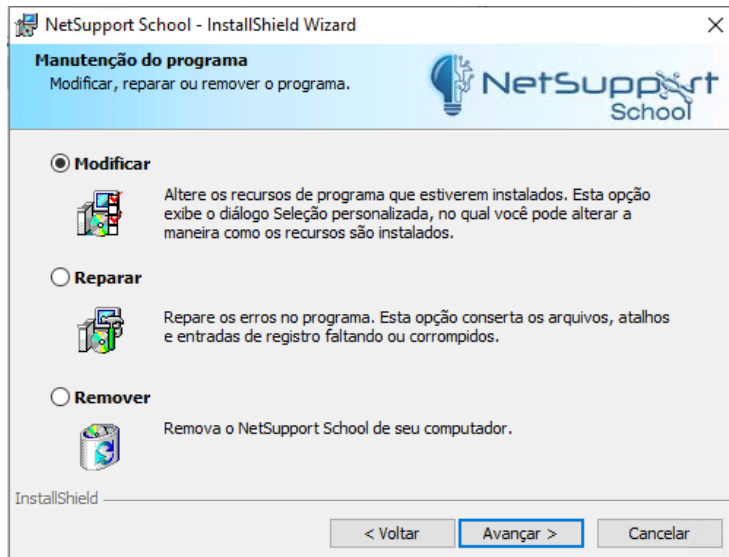 NetSupport School - InstallShield Wizard
Manutenção do programa
Modificar, reparar ou remover o programa.
NetSupport
School
Modificar
Altere os recursos de programa que estiverem instalados. Esta opção
exibe o diálogo Seleção personalizada, no qual você pode alterar a
maneira como os recursos são instalados.
Reparar
Repare os erros no programa. Esta opção conserta os arquivos, atalhos
e entradas de registro faltando ou corrompidos.
Remover
Remova o NetSupport School de seu computador.
InstallShield
< Voltar
Avançar >
Cancelar